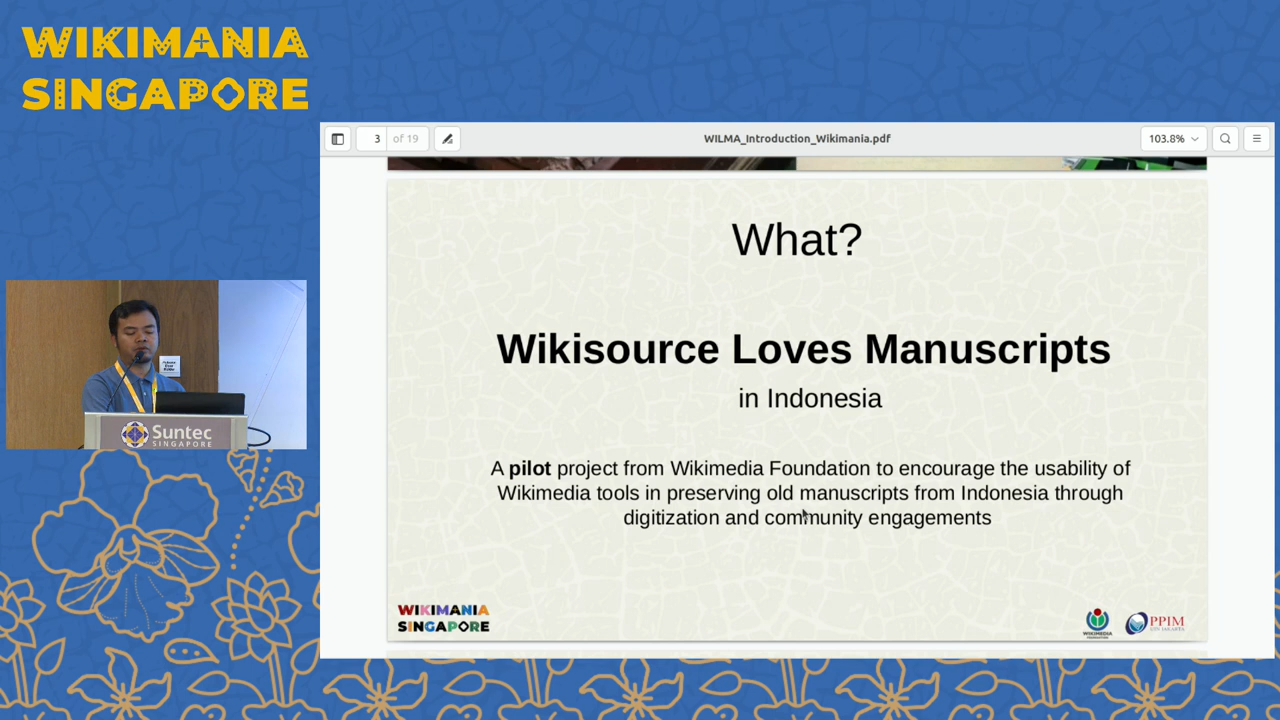 WIKIMANIA
SINGAPORE
3 of 19
WILMA_Introduction_Wikimania.pdf
103.8%
What?
Wikisource Loves Manuscripts
in Indonesia
A pilot project from Wikimedia Foundation to encourage the usability of
Wikimedia tools in preserving old manuscripts from Indonesia through
digitization and community engagements
WIKIMANIA
SINGAPORE
WIKIMEDIA
FOUNDATION
PPIM
UIN JAKARTA
Suntec
SINGAPORE